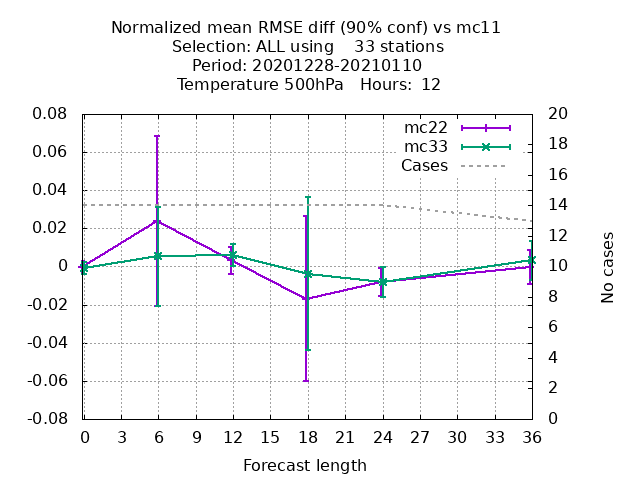 Normalized mean RMSE diff (90% conf) vs mc11
Selection: ALL using    33 stations
Period: 20201228-20210110
Temperature 500hPa   Hours:  12
mc22
mc33
Cases
0.08
0.06
0.04
0.02
0
-0.02
-0.04
-0.06
-0.08
20
18
16
14
12
10
8
6
4
2
0
No cases
0 3 6 9 12 15 18 21 24 27 30 33 36
Forecast length